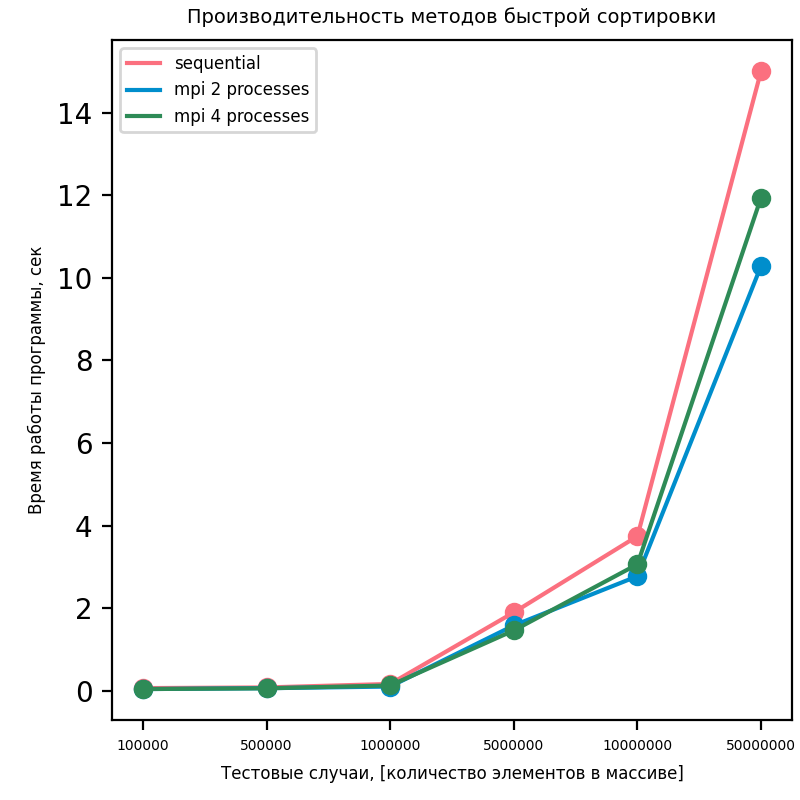 Производительность методов быстрой сортировки
sequential
mpi 2 processes
mpi 4 processes
14
12
10
8
6
4
2
0
Время работы программы, сек
100000 500000 1000000 5000000 10000000 50000000
Тестовые случаи, [количество элементов в массиве]